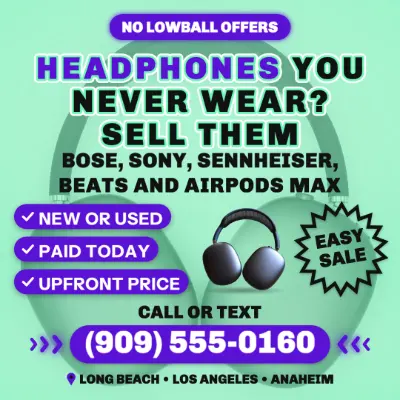 NO LOWBALL OFFERS
HEADPHONES YOU
NEVER WEAR?
SELL THEM
BOSE, SONY, SENNHEISER,
BEATS AND AIRPODS MAX
NEW OR USED
PAID TODAY
UPFRONT PRICE
EASY
SALE
CALL OR TEXT
(909) 555-0160
LONG BEACH • LOS ANGELES • ANAHEIM